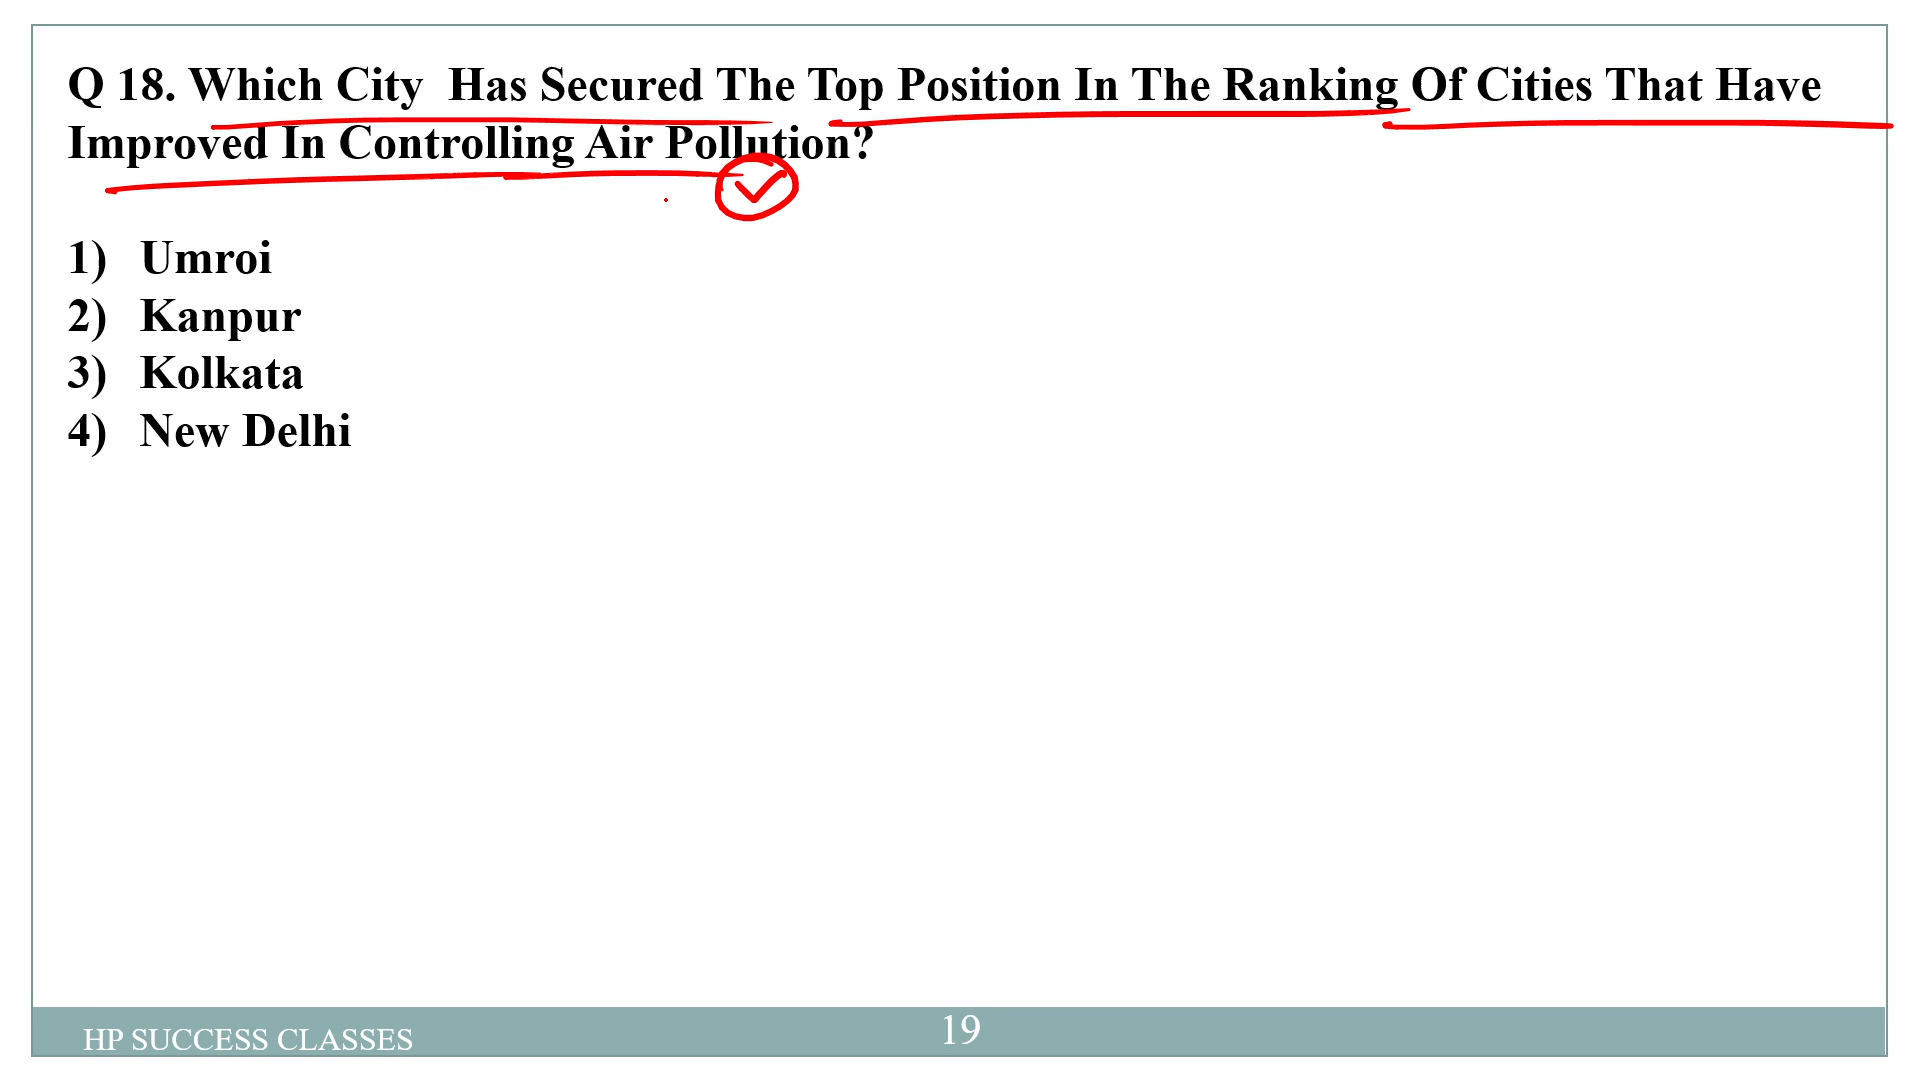 Q 18. Which City Has Secured The Top Position In The Ranking Of Cities That Have
Improved In Controlling Air Pollution?
1) Umroi
2) Kanpur
3) Kolkata
4) New Delhi
HP SUCCESS CLASSES
19